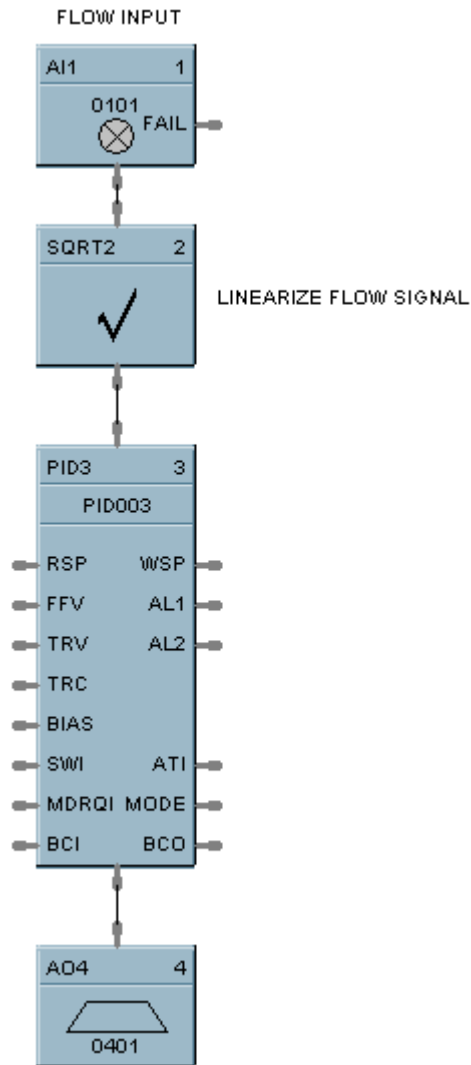 FLOW INPUT
AI1 1
0101
FAIL
SQRT2 2
LINEARIZE FLOW SIGNAL
PID3 3
PID003
RSP WSP
FFV AL1
TRV AL2
TRC
BIAS
SWI ATI
MDRQI MODE
BCI BCO
AO4 4
0401